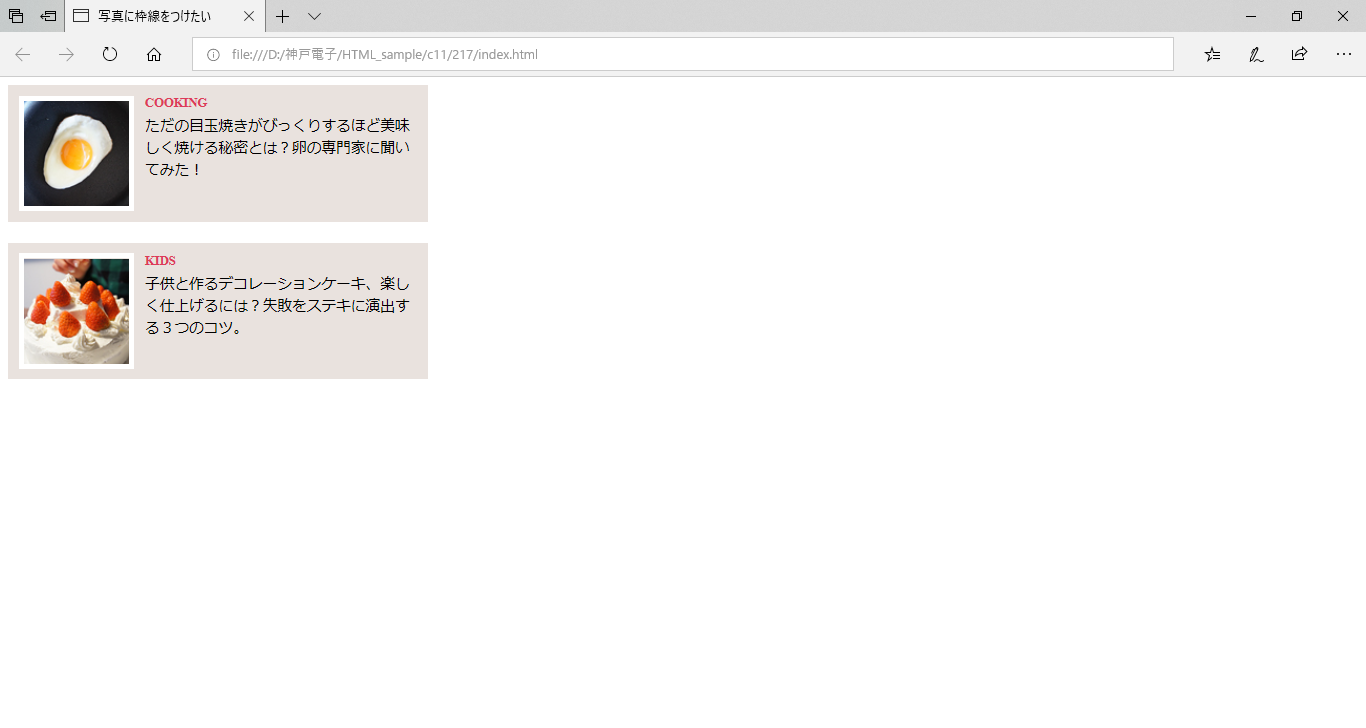 写真に枠線をつけたい
file:///D:/神戸電子/HTML_sample/c11/217/index.html
COOKING
ただの目玉焼きがびっくりするほど美味
しく焼ける秘密とは？卵の専門家に聞い
てみた！
KIDS
子供と作るデコレーションケーキ、楽し
く仕上げるには？失敗をステキに演出す
る３つのコツ。